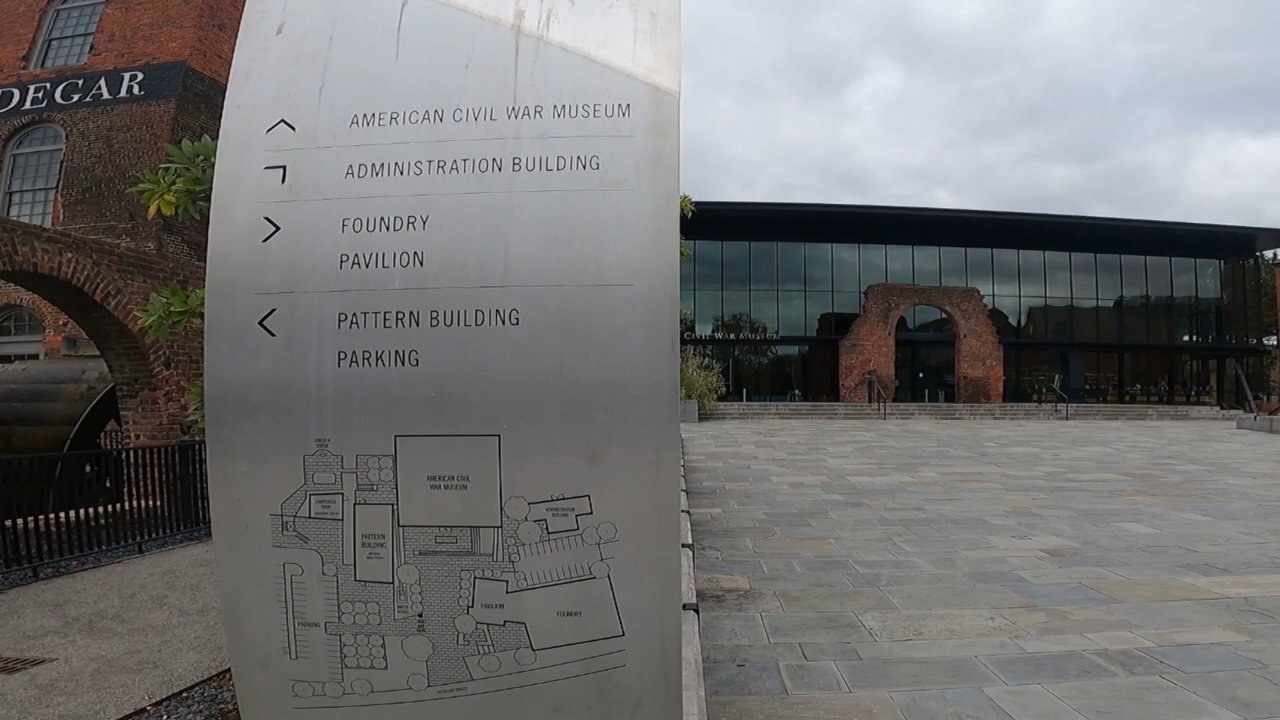 DEGAR
AMERICAN CIVIL WAR MUSEUM
ADMINISTRATION BUILDING
FOUNDRY
PAVILION
PATTERN BUILDING
PARKING
CIVIL WAR MUSEUM
AMERICAN CIVIL
WAR MUSEUM
ADMINISTRATION
BUILDING
PATTERN
BUILDING
PAVILION
FOUNDRY
PARKING